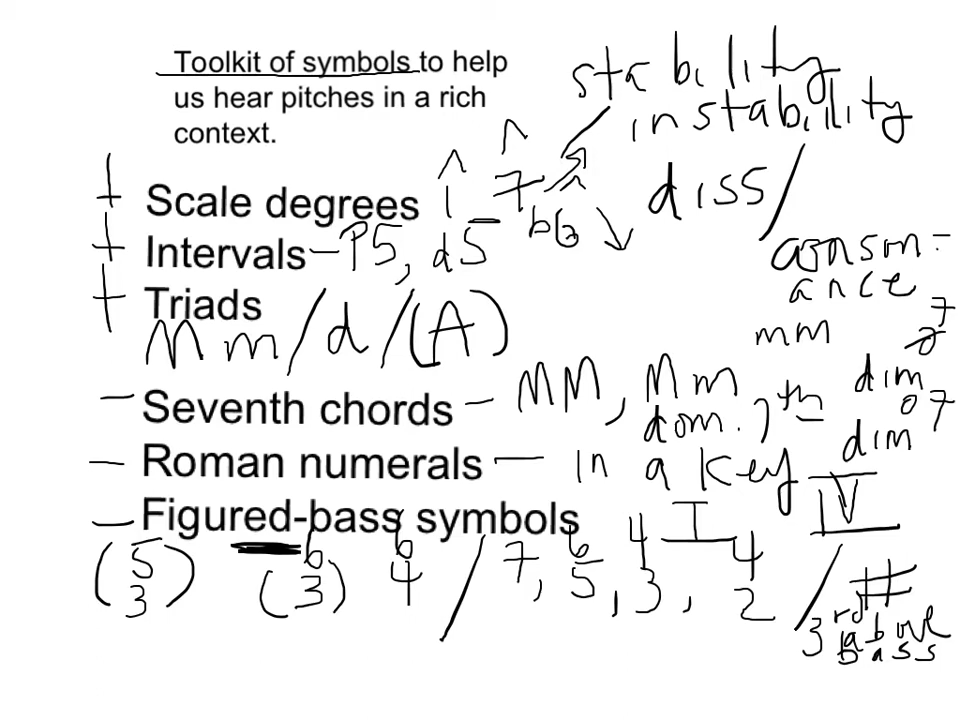 Toolkit of symbols to help
us hear pitches in a rich
context.
stability
instability
diss/
consonance
+ Scale degrees ^1 ^7 ↗
b6 ↘
+ Intervals – P5, d5
+ Triads
M m/d/(A)
mm 7
– Seventh chords – MM, Mm
dom. 7th
dim ø7
dim o7
– Roman numerals – in a key
I IV
– Figured-bass symbols
(5 3) (6 3) 6 4 / 7, 6 5, 4 3, 4 2 / #
3rd above
bass